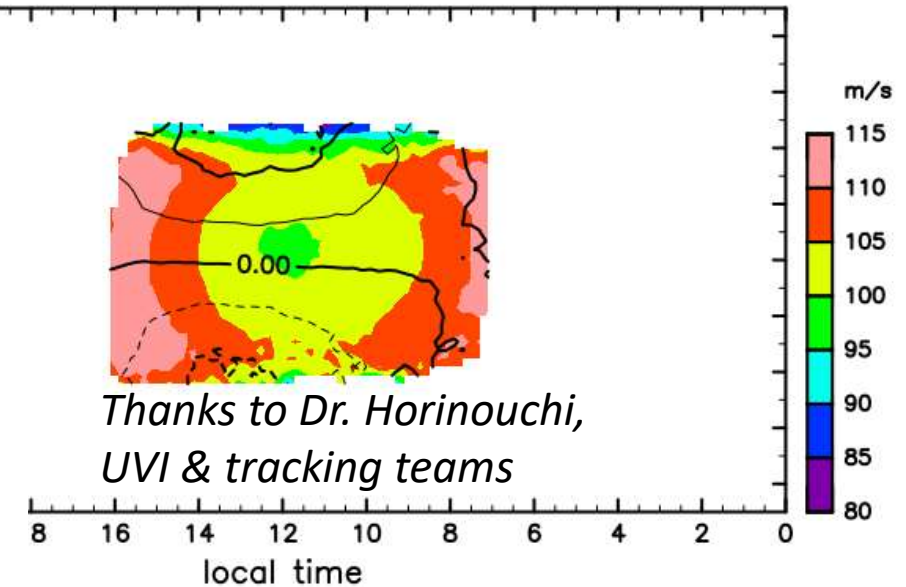 m/s
115
110
105
100
95
90
85
80
0.00
Thanks to Dr. Horinouchi,
UVI & tracking teams
8 16 14 12 10 8 6 4 2 0
local time